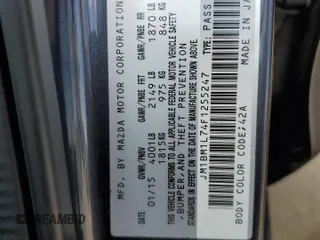 MFD. BY MAZDA MOTOR CORPORATION
GVWR/PNBV GAWR/PNBE FRT GAWR/PNBE RR
01/15 4001LB 2149 LB 1870 LB
1815KG 975 KG 848 KG
THIS VEHICLE CONFORMS TO ALL APPLICABLE FEDERAL MOTOR VEHICLE SAFETY,
BUMPER,AND THEFT PREVENTION
STANDARDS IN EFFECT ON THE DATE OF MANUFACTURE SHOWN ABOVE.
JM1BM1L74F1255247 TYPE: PASS
BODY COLOR CODE;42A
MADE IN JA
STAT.VIN